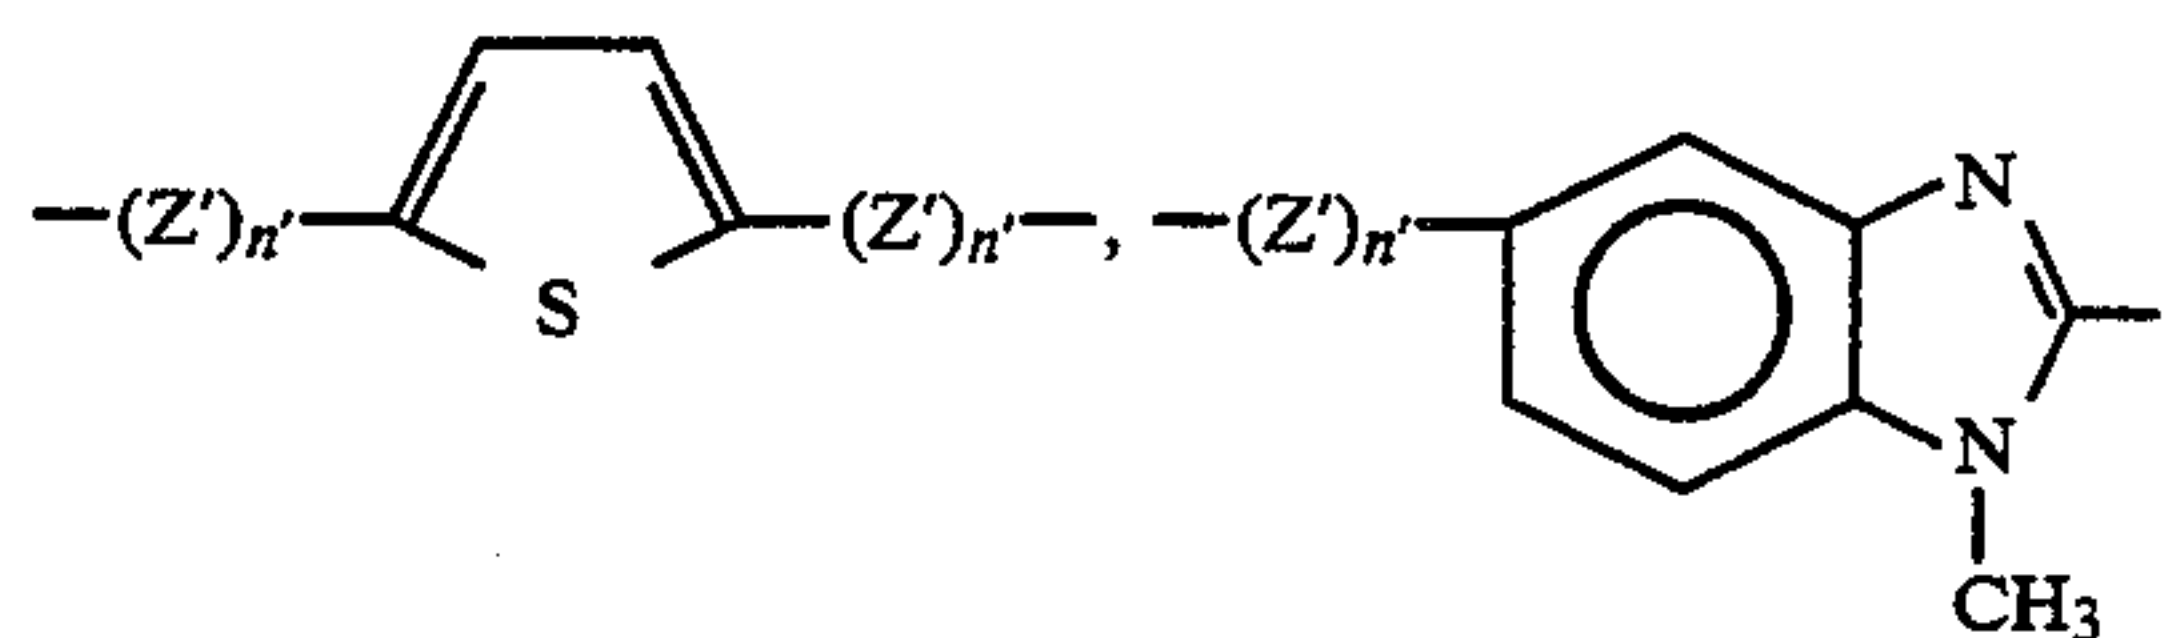 N
—(Z′)n′— —(Z′)n′—, —(Z′)n′—
S
N
CH3